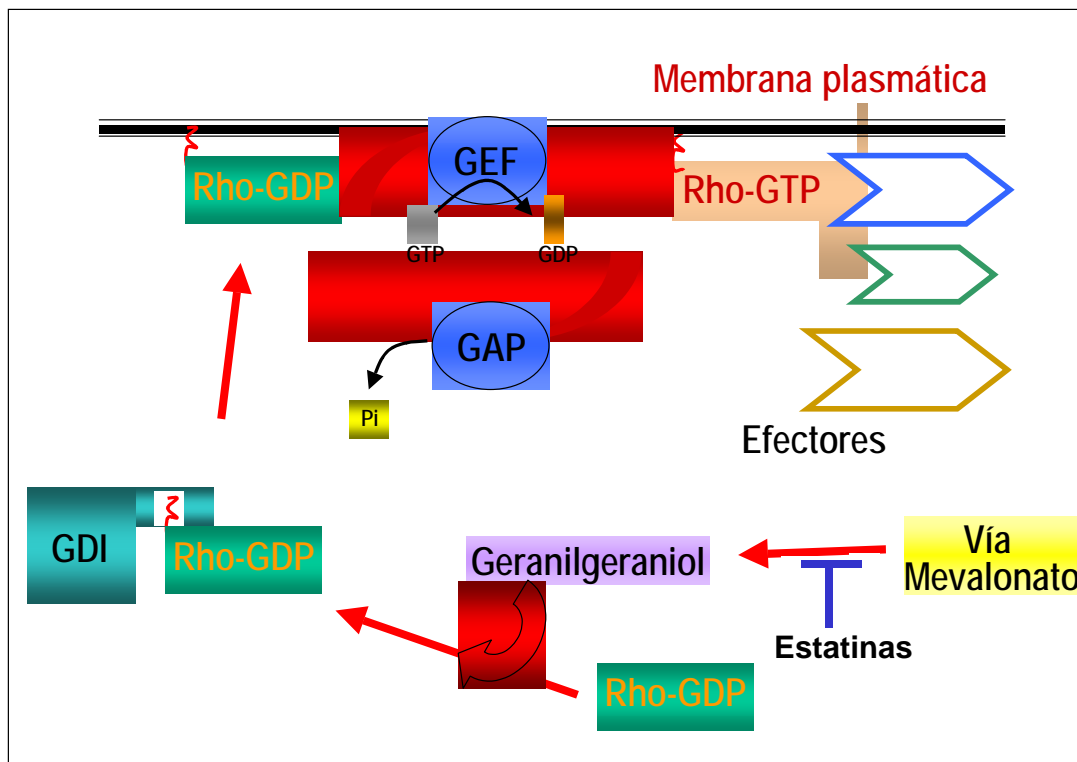 Membrana plasmática
GEF
Rho-GDP
Rho-GTP
GTP
GDP
GAP
Pi
Efectores
GDI
Rho-GDP
Geranilgeraniol
Vía
Mevalonato
Estatinas
Rho-GDP